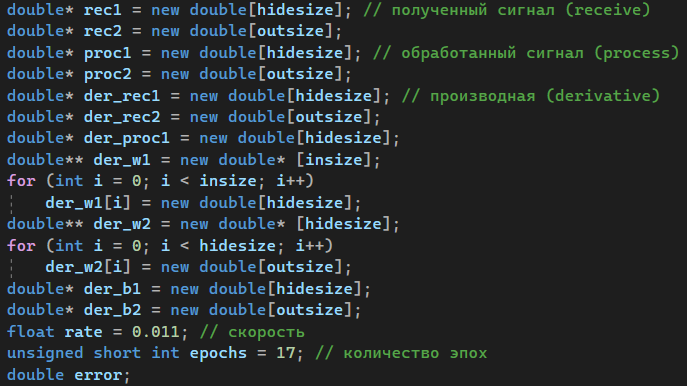 double* rec1 = new double[hidesize]; // полученный сигнал (receive)
double* rec2 = new double[outsize];
double* proc1 = new double[hidesize]; // обработанный сигнал (process)
double* proc2 = new double[outsize];
double* der_rec1 = new double[hidesize]; // производная (derivative)
double* der_rec2 = new double[outsize];
double* der_proc1 = new double[hidesize];
double** der_w1 = new double* [insize];
for (int i = 0; i < insize; i++)
    der_w1[i] = new double[hidesize];
double** der_w2 = new double* [hidesize];
for (int i = 0; i < hidesize; i++)
    der_w2[i] = new double[outsize];
double* der_b1 = new double[hidesize];
double* der_b2 = new double[outsize];
float rate = 0.011; // скорость
unsigned short int epochs = 17; // количество эпох
double error;